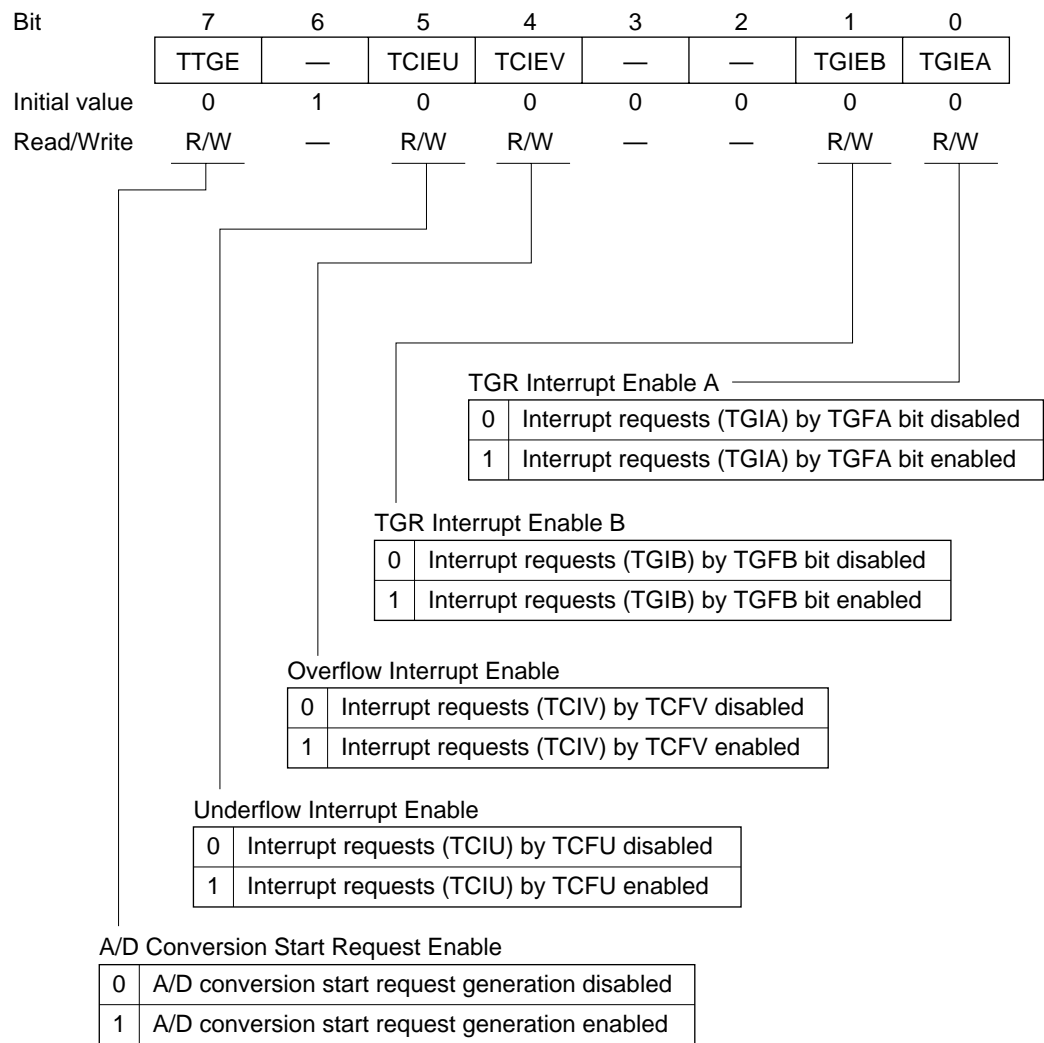 Bit 7 6 5 4 3 2 1 0
TTGE — TCIEU TCIEV — — TGIEB TGIEA
Initial value 0 1 0 0 0 0 0 0
Read/Write R/W — R/W R/W — — R/W R/W
TGR Interrupt Enable A
0 Interrupt requests (TGIA) by TGFA bit disabled
1 Interrupt requests (TGIA) by TGFA bit enabled
TGR Interrupt Enable B
0 Interrupt requests (TGIB) by TGFB bit disabled
1 Interrupt requests (TGIB) by TGFB bit enabled
Overflow Interrupt Enable
0 Interrupt requests (TCIV) by TCFV disabled
1 Interrupt requests (TCIV) by TCFV enabled
Underflow Interrupt Enable
0 Interrupt requests (TCIU) by TCFU disabled
1 Interrupt requests (TCIU) by TCFU enabled
A/D Conversion Start Request Enable
0 A/D conversion start request generation disabled
1 A/D conversion start request generation enabled